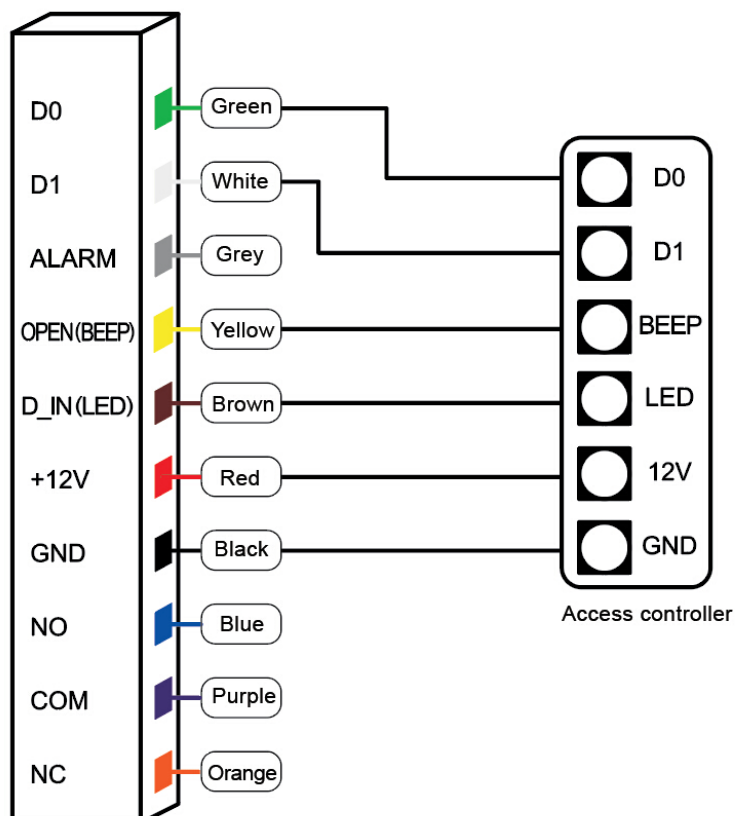 D0 Green D0
D1 White D1
ALARM Grey
OPEN(BEEP) Yellow BEEP
D_IN(LED) Brown LED
+12V Red 12V
GND Black GND
Access controller
NO Blue
COM Purple
NC Orange